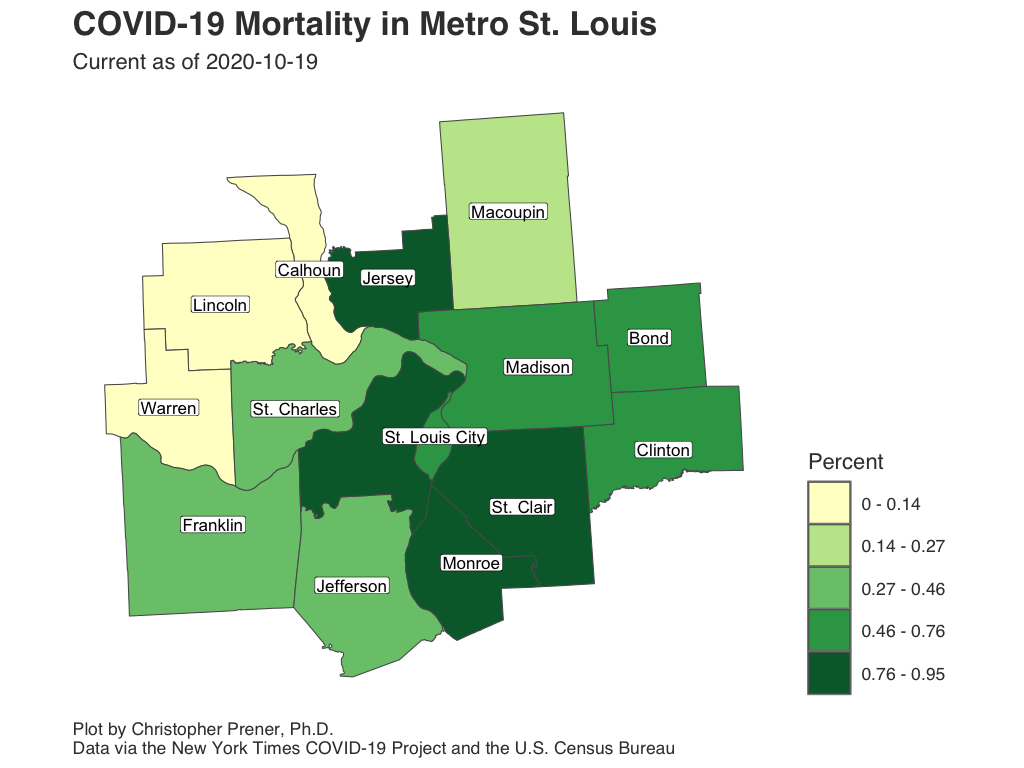 COVID-19 Mortality in Metro St. Louis
Current as of 2020-10-19
Macoupin
Calhoun
Jersey
Lincoln
Bond
Madison
Warren
St. Charles
St. Louis City
Clinton
St. Clair
Franklin
Monroe
Jefferson
Percent
0 - 0.14
0.14 - 0.27
0.27 - 0.46
0.46 - 0.76
0.76 - 0.95
Plot by Christopher Prener, Ph.D.
Data via the New York Times COVID-19 Project and the U.S. Census Bureau